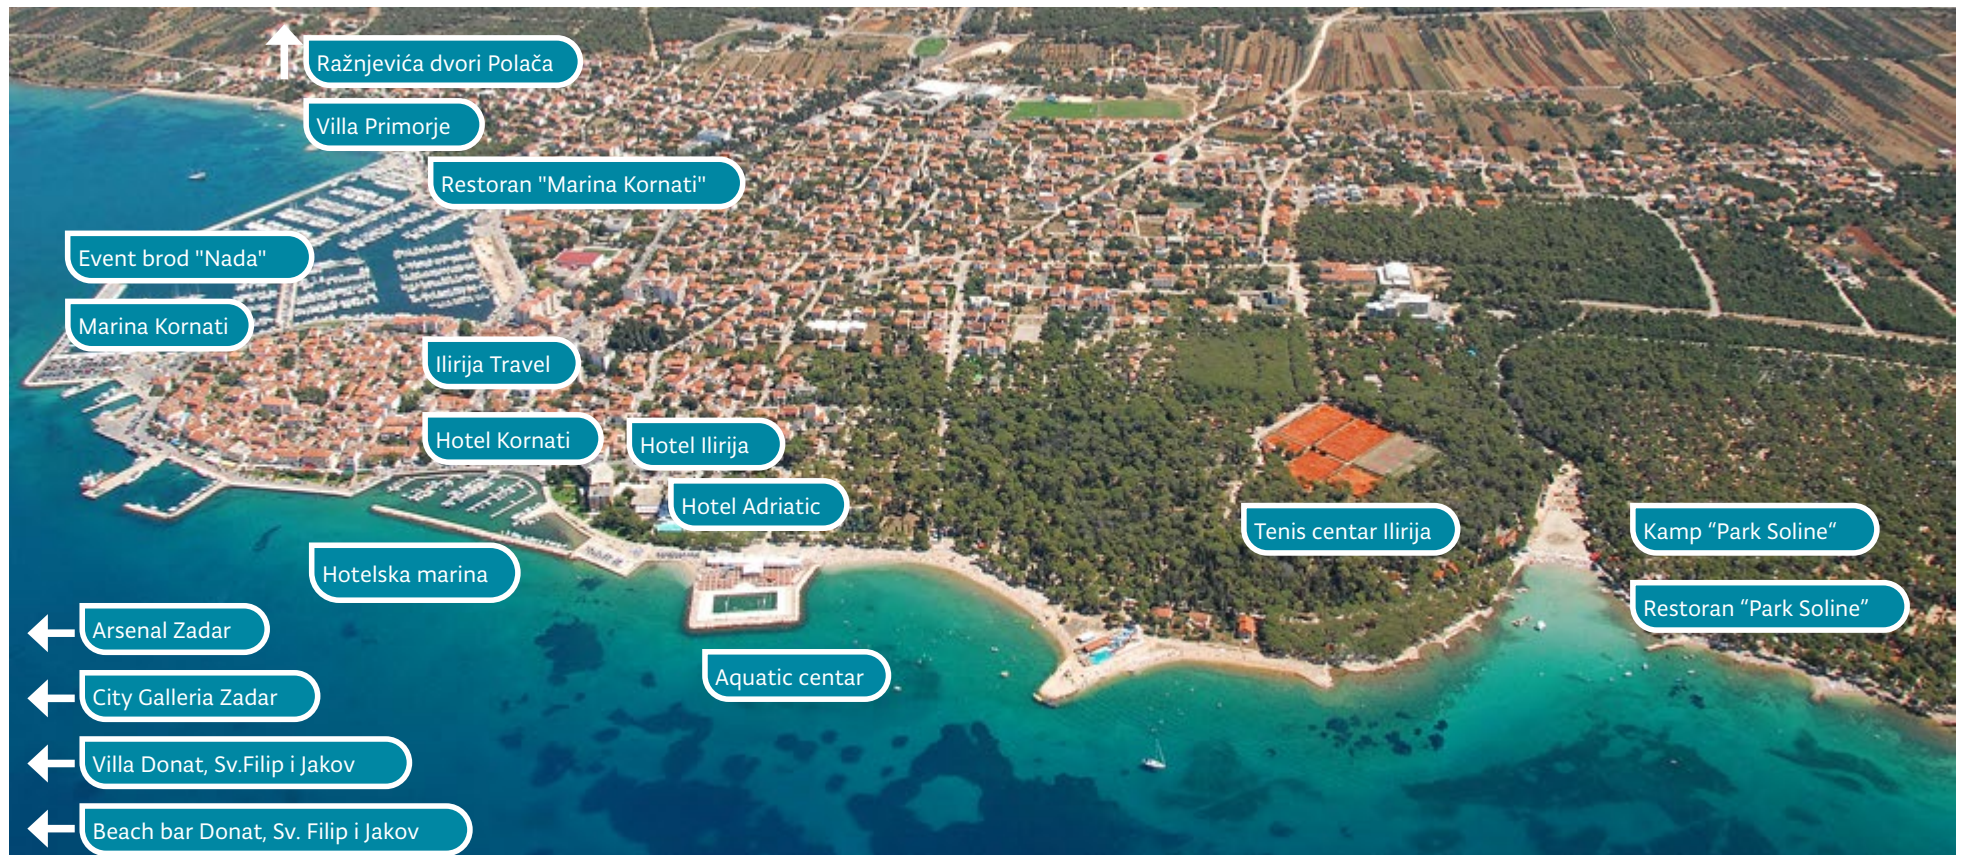 Ražnjevića dvori Polača
Villa Primorje
Restoran "Marina Kornati"
Event brod "Nada"
Marina Kornati
Ilirija Travel
Hotel Kornati
Hotel Ilirija
Hotel Adriatic
Tenis centar Ilirija
Kamp “Park Soline“
Hotelska marina
Restoran “Park Soline”
Arsenal Zadar
Aquatic centar
City Galleria Zadar
Villa Donat, Sv.Filip i Jakov
Beach bar Donat, Sv. Filip i Jakov